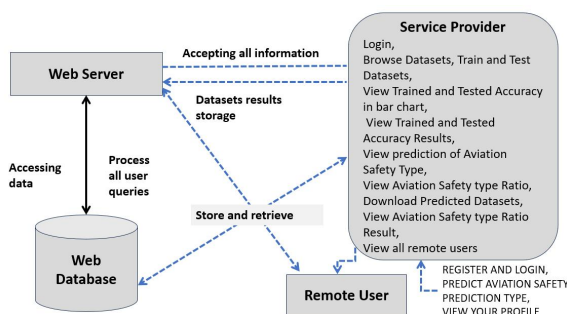 Service Provider
Login,
Browse Datasets, Train and Test
Datasets,
View Trained and Tested Accuracy
in bar chart,
View Trained and Tested
Accuracy Results,
View prediction of Aviation
Safety Type,
View Aviation Safety type Ratio,
Download Predicted Datasets,
View Aviation Safety type Ratio
Result,
View all remote users
Accepting all information
Web Server
Datasets results
storage
Accessing
data
Process
all user
queries
Store and retrieve
Web
Database
Remote User
REGISTER AND LOGIN,
PREDICT AVIATION SAFETY
PREDICTION TYPE,
VIEW YOUR PROFILE